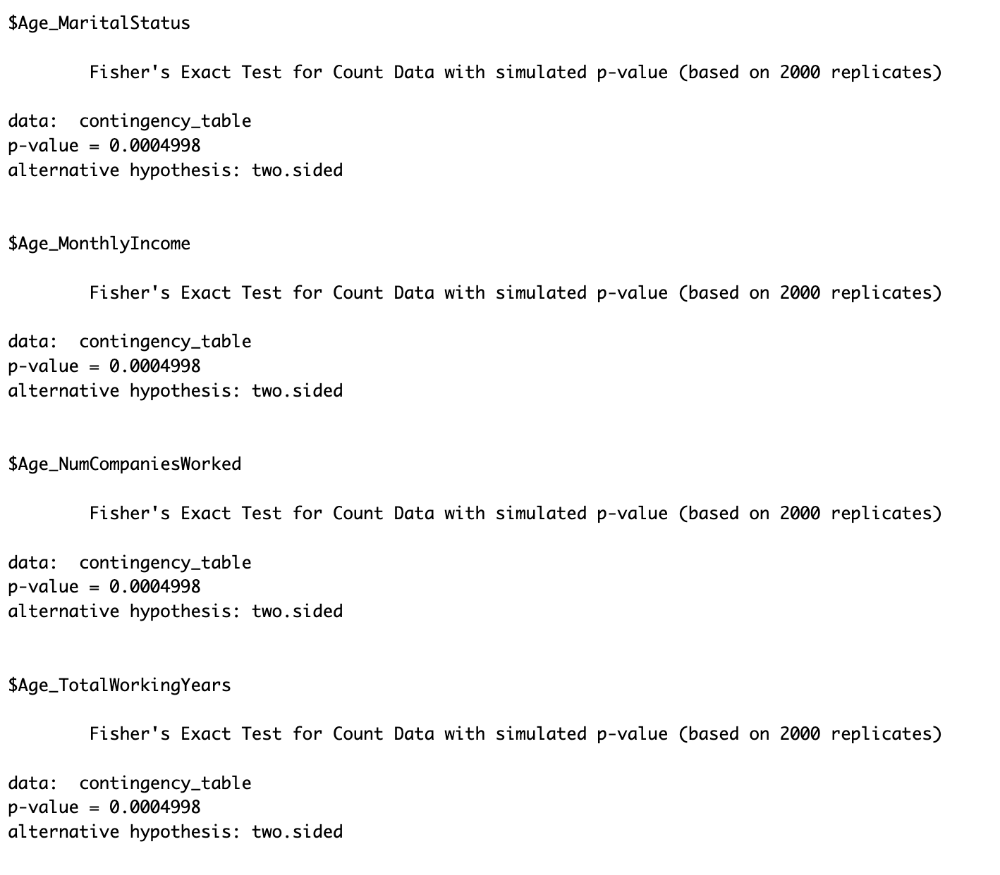 $Age_MaritalStatus
Fisher's Exact Test for Count Data with simulated p-value (based on 2000 replicates)
data:  contingency_table
p-value = 0.0004998
alternative hypothesis: two.sided
$Age_MonthlyIncome
Fisher's Exact Test for Count Data with simulated p-value (based on 2000 replicates)
data:  contingency_table
p-value = 0.0004998
alternative hypothesis: two.sided
$Age_NumCompaniesWorked
Fisher's Exact Test for Count Data with simulated p-value (based on 2000 replicates)
data:  contingency_table
p-value = 0.0004998
alternative hypothesis: two.sided
$Age_TotalWorkingYears
Fisher's Exact Test for Count Data with simulated p-value (based on 2000 replicates)
data:  contingency_table
p-value = 0.0004998
alternative hypothesis: two.sided